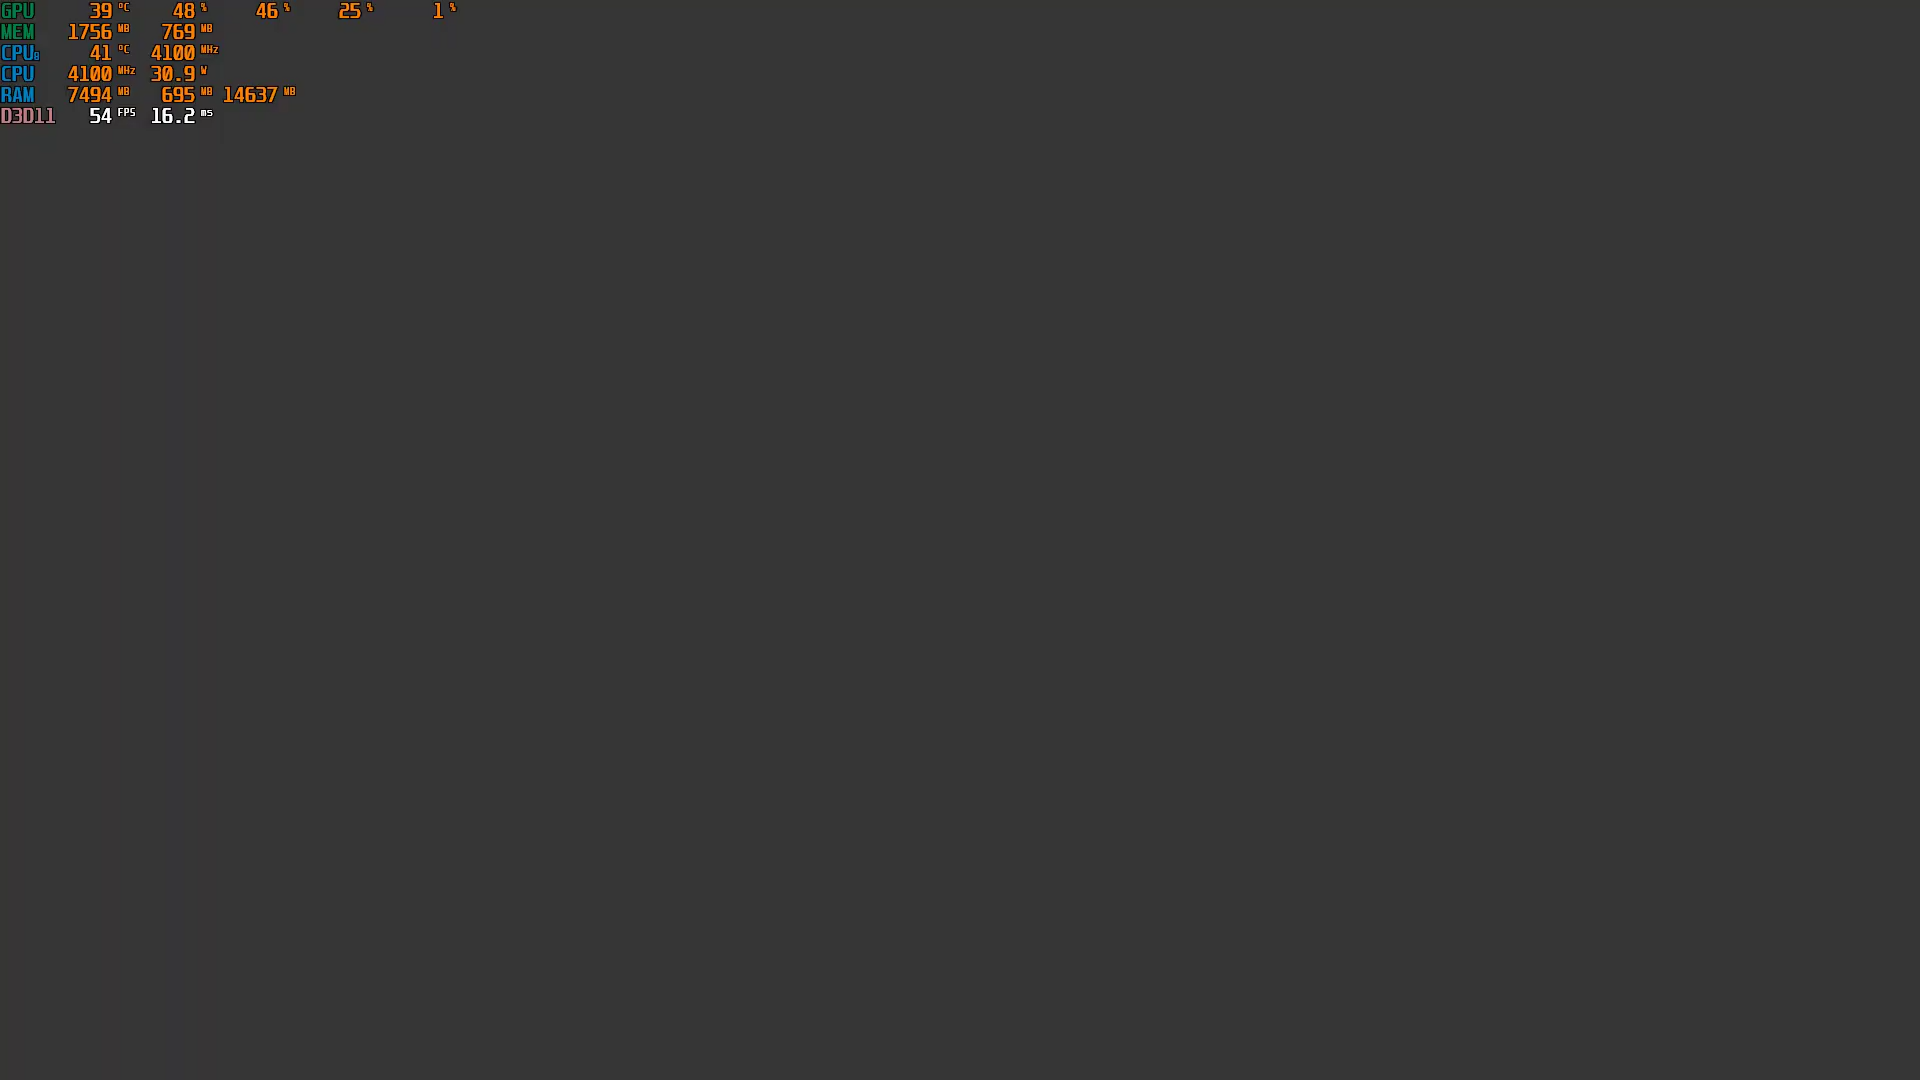 GPU 39 °C 48 % 46 % 25 % 1 %
MEM 1756 MB 769 MB
CPU8 41 °C 4100 MHz
CPU 4100 MHz 30.9 W
RAM 7494 MB 695 MB 14637 MB
D3D11 54 FPS 16.2 ms